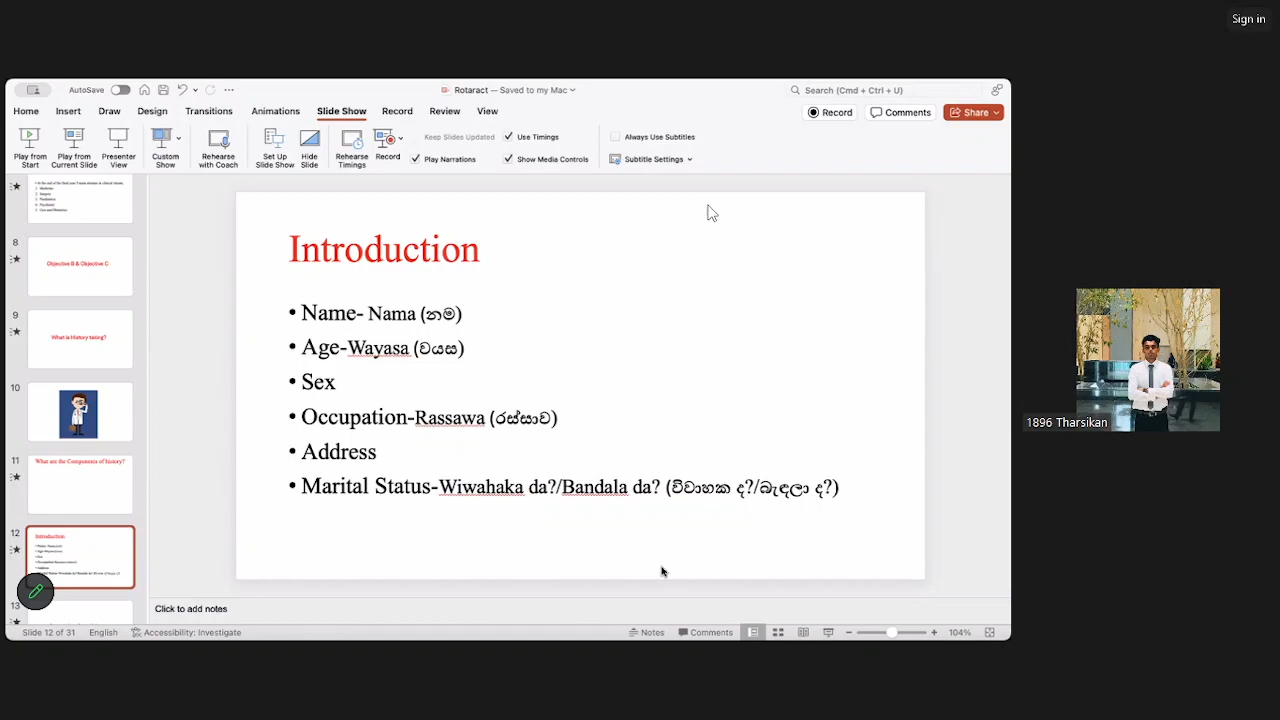 Sign in
AutoSave
Rotaract — Saved to my Mac
Search (Cmd + Ctrl + U)
Home Insert Draw Design Transitions Animations Slide Show Record Review View
Record Comments Share
Play from Start
Play from Current Slide
Presenter View
Custom Show
Rehearse with Coach
Set Up Slide Show
Hide Slide
Rehearse Timings
Record
Keep Slides Updated
Use Timings
Play Narrations
Show Media Controls
Always Use Subtitles
Subtitle Settings
8
Objective B & Objective C
9
What is History taking?
10
11
What are the Components of history?
12
Introduction
13
Introduction
• Name- Nama (නම)
• Age-Wayasa (වයස)
• Sex
• Occupation-Rassawa (රස්සාව)
• Address
• Marital Status-Wiwahaka da?/Bandala da? (විවාහක ද?/බැඳලා ද?)
1896 Tharsikan
Click to add notes
Slide 12 of 31 English Accessibility: Investigate
Notes Comments 104%